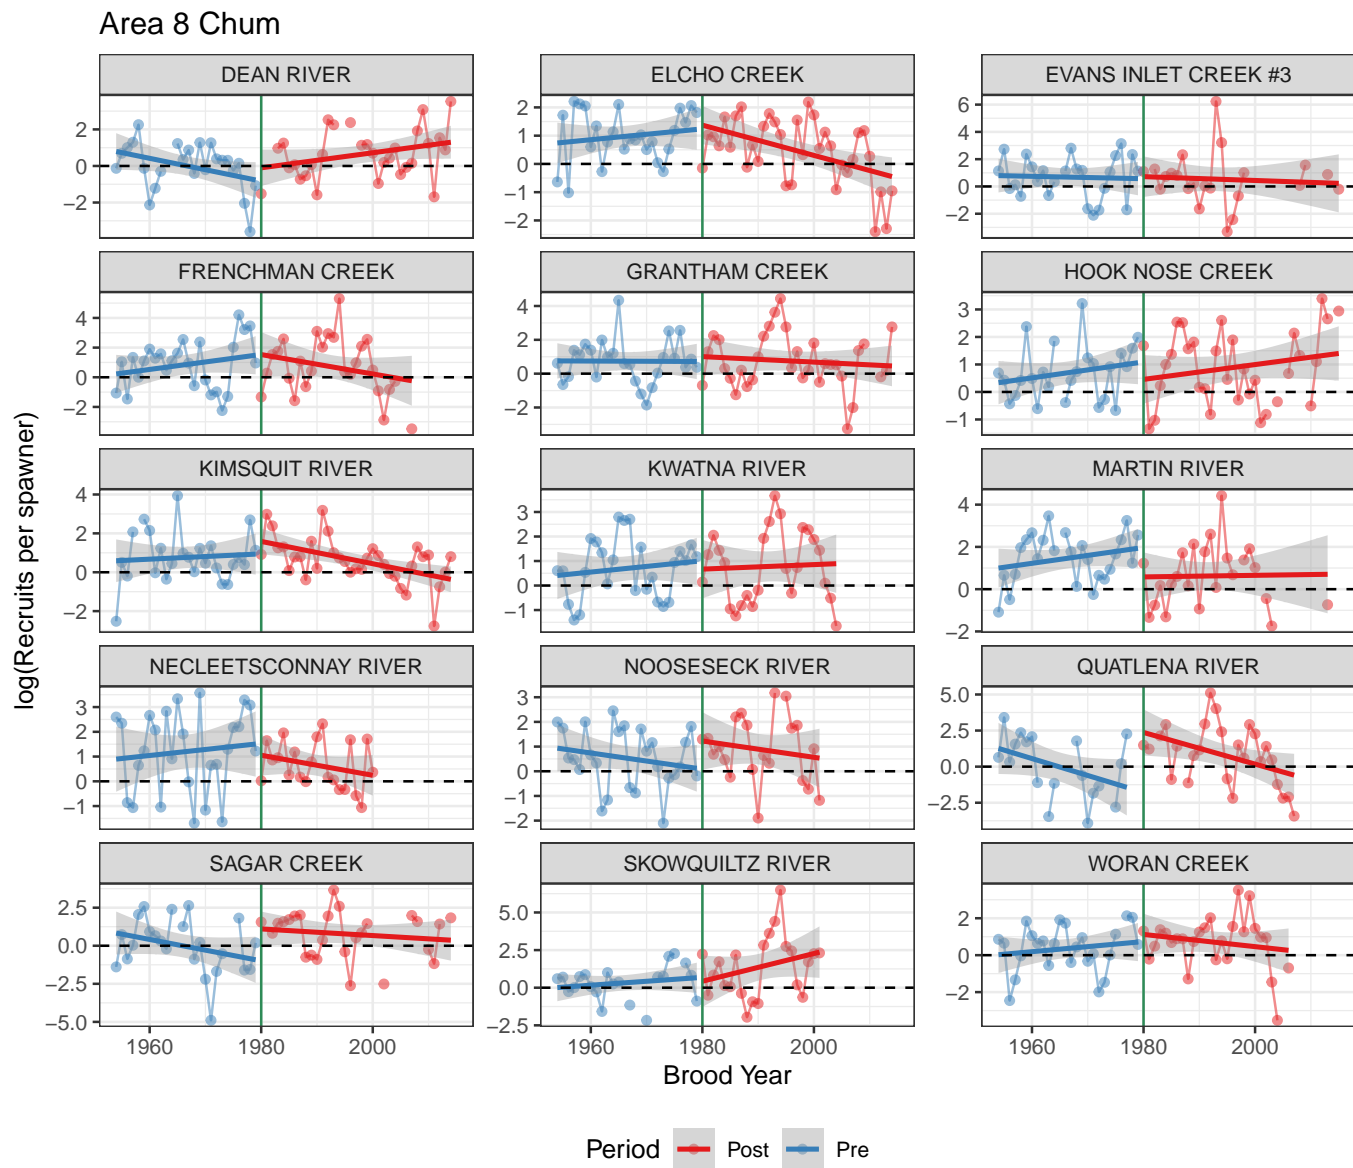 Area 8 Chum
DEAN RIVER
ELCHO CREEK
EVANS INLET CREEK #3
2
0
−2
2
1
0
−1
−2
6
4
2
0
−2
FRENCHMAN CREEK
GRANTHAM CREEK
HOOK NOSE CREEK
4
2
0
−2
4
2
0
−2
3
2
1
0
−1
KIMSQUIT RIVER
KWATNA RIVER
MARTIN RIVER
4
2
0
−2
3
2
1
0
−1
4
2
0
−2
NECLEETSCONNAY RIVER
NOOSESECK RIVER
QUATLENA RIVER
3
2
1
0
−1
3
2
1
0
−1
−2
5.0
2.5
0.0
−2.5
SAGAR CREEK
SKOWQUILTZ RIVER
WORAN CREEK
2.5
0.0
−2.5
−5.0
5.0
2.5
0.0
−2.5
2
0
−2
1960 1980 2000
1960 1980 2000
1960 1980 2000
log(Recruits per spawner)
Brood Year
Period Post Pre